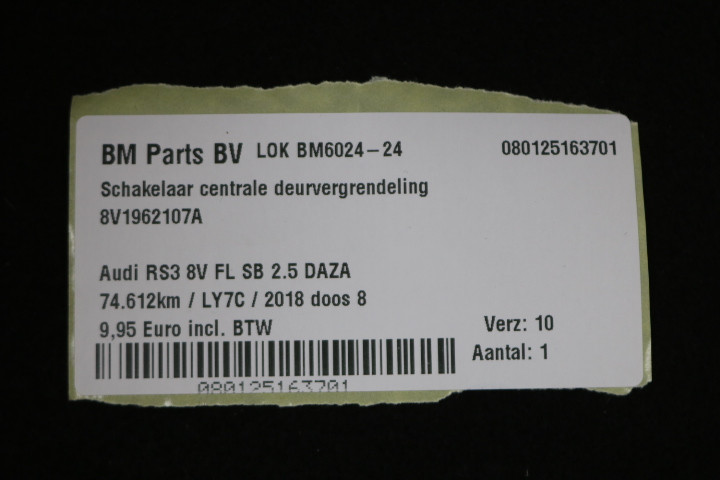 BM Parts BV LOK BM6024-24 080125163701
Schakelaar centrale deurvergrendeling
8V1962107A
Audi RS3 8V FL SB 2.5 DAZA
74.612km / LY7C / 2018 doos 8
9,95 Euro incl. BTW Verz: 10
Aantal: 1
080125163701